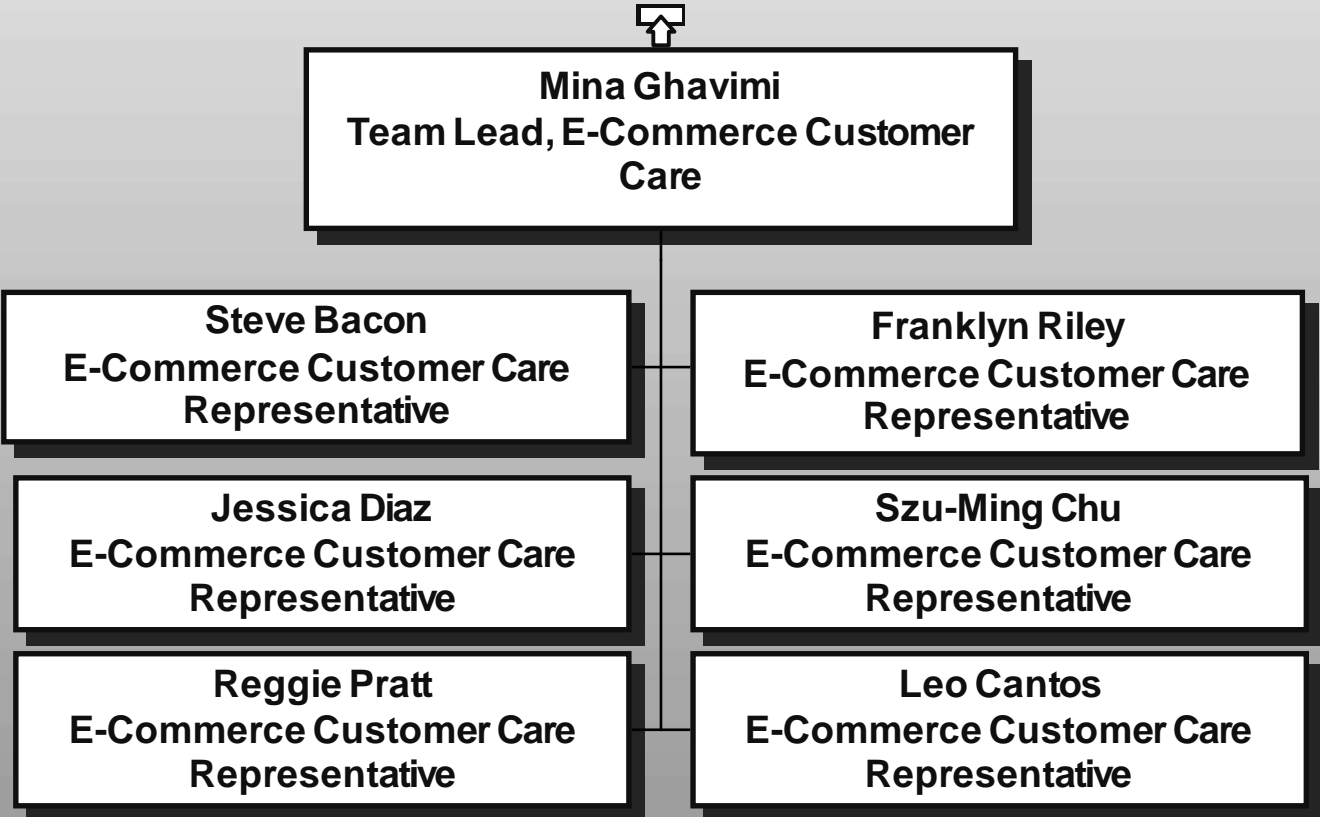 Mina Ghavimi
Team Lead, E-Commerce Customer
Care
Steve Bacon
E-Commerce Customer Care
Representative
Franklyn Riley
E-Commerce Customer Care
Representative
Jessica Diaz
E-Commerce Customer Care
Representative
Szu-Ming Chu
E-Commerce Customer Care
Representative
Reggie Pratt
E-Commerce Customer Care
Representative
Leo Cantos
E-Commerce Customer Care
Representative